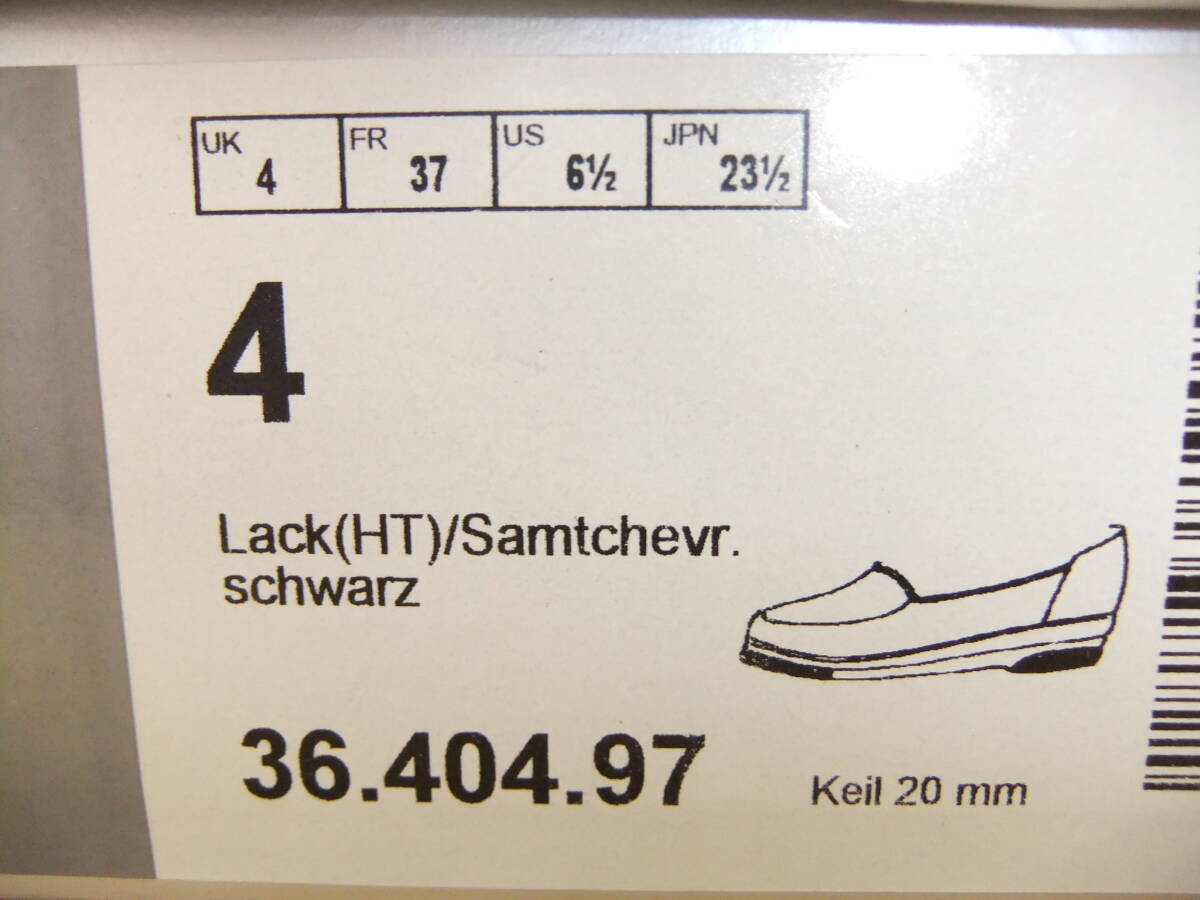 UK 4 FR 37 US 6½ JPN 23½
4
Lack(HT)/Samtchevr.
schwarz
36.404.97 Keil 20 mm